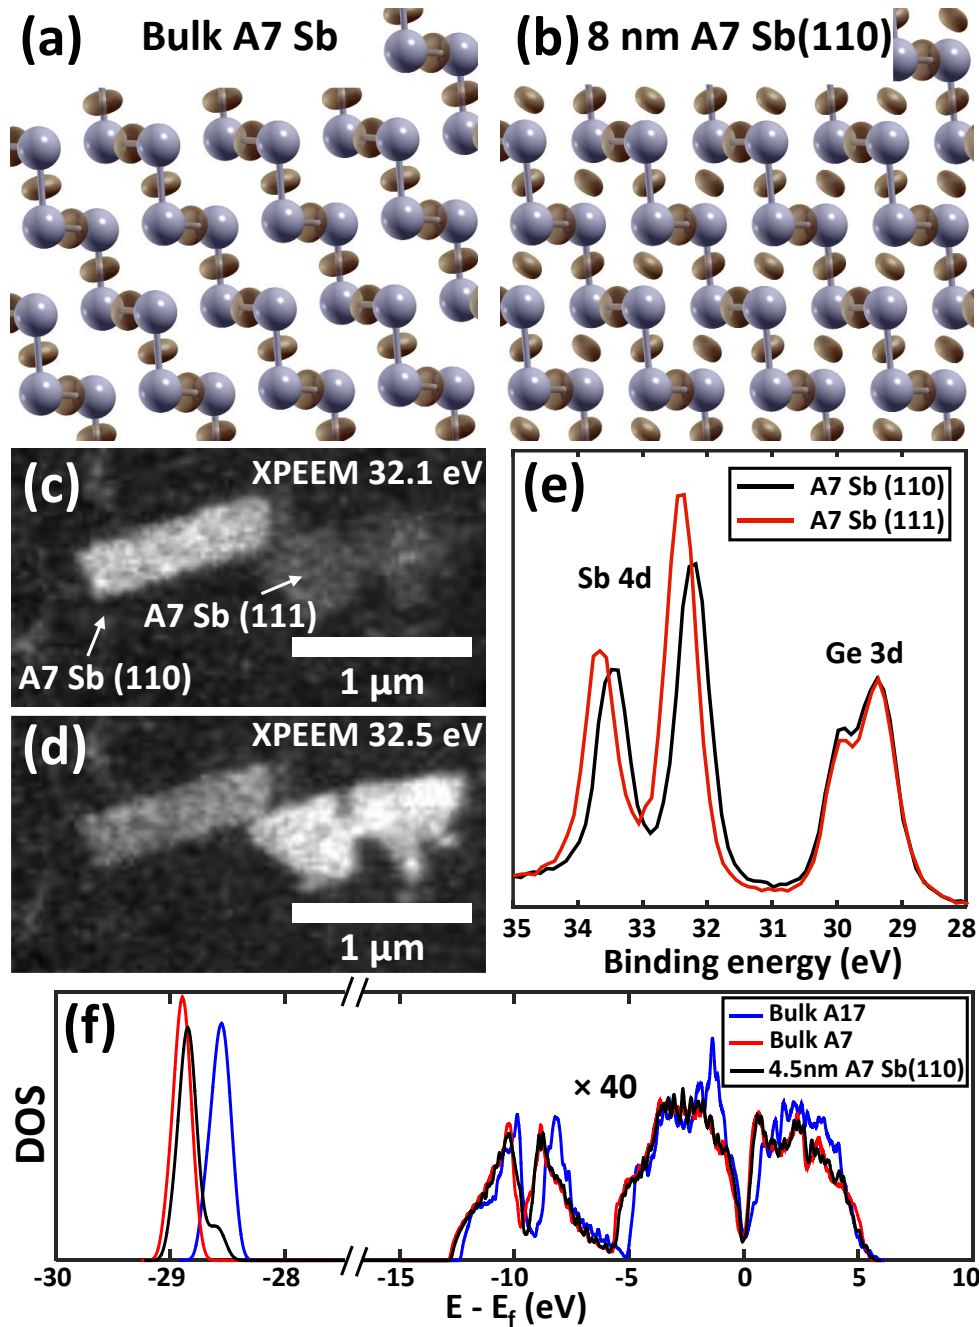 (a) Bulk A7 Sb
(b) 8 nm A7 Sb(110)
(c) XPEEM 32.1 eV
A7 Sb (111)
A7 Sb (110)
1 µm
(d) XPEEM 32.5 eV
1 µm
(e)
A7 Sb (110)
A7 Sb (111)
Sb 4d
Ge 3d
35 34 33 32 31 30 29 28
Binding energy (eV)
(f)
Bulk A17
Bulk A7
4.5nm A7 Sb(110)
× 40
DOS
-30 -29 -28 -15 -10 -5 0 5 10
E - Ef (eV)